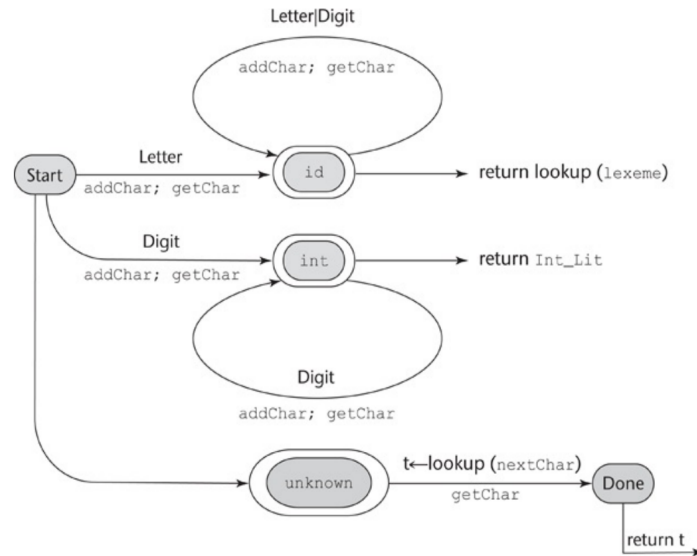 Letter|Digit
addChar; getChar
Letter
Start
addChar; getChar
id
return lookup (lexeme)
Digit
addChar; getChar
int
return Int_Lit
Digit
addChar; getChar
t←lookup (nextChar)
unknown
getChar
Done
return t